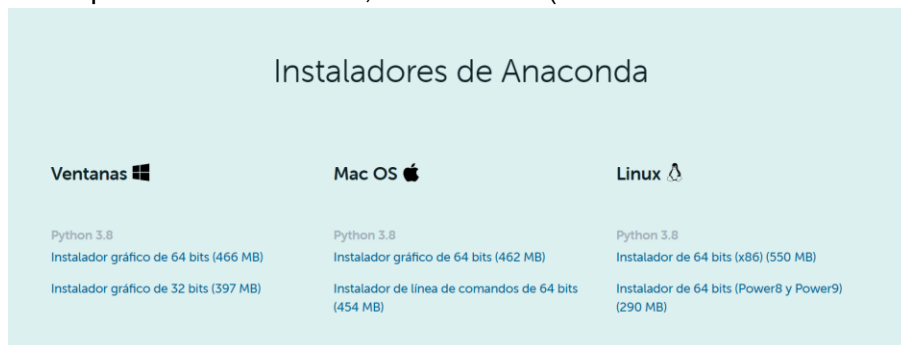 Instaladores de Anaconda
Ventanas
Mac OS
Linux
Python 3.8
Instalador gráfico de 64 bits (466 MB)
Instalador gráfico de 32 bits (397 MB)
Python 3.8
Instalador gráfico de 64 bits (462 MB)
Instalador de línea de comandos de 64 bits
(454 MB)
Python 3.8
Instalador de 64 bits (x86) (550 MB)
Instalador de 64 bits (Power8 y Power9)
(290 MB)